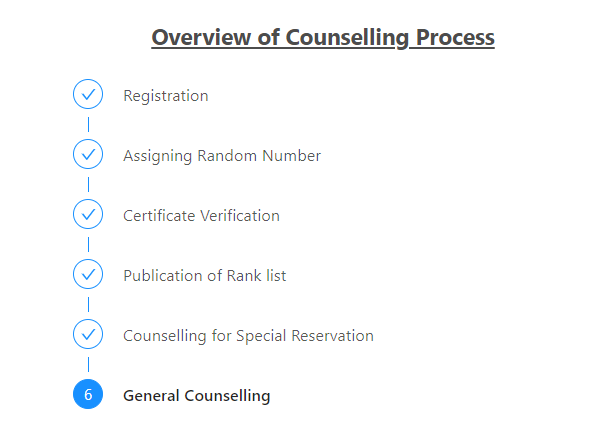 Overview of Counselling Process
Registration
Assigning Random Number
Certificate Verification
Publication of Rank list
Counselling for Special Reservation
6 General Counselling